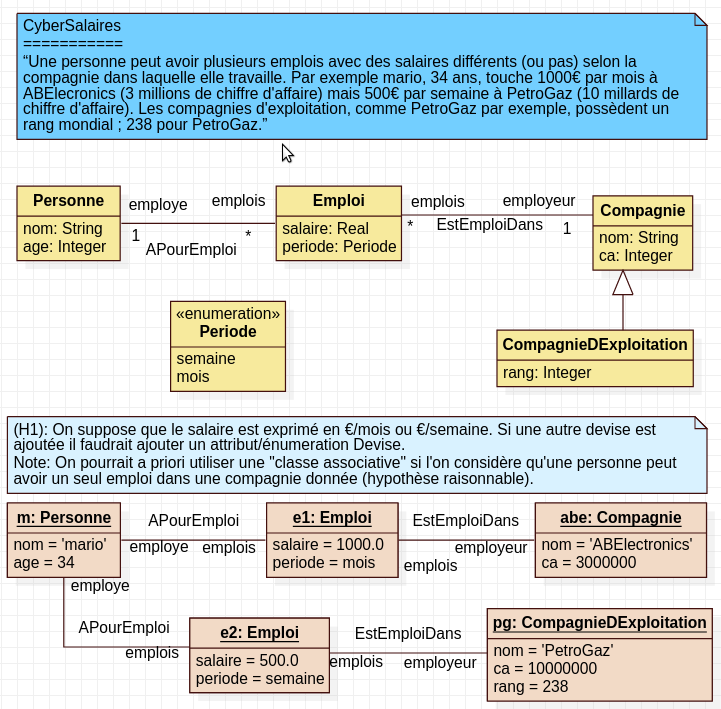 CyberSalaires
===========
“Une personne peut avoir plusieurs emplois avec des salaires différents (ou pas) selon la
compagnie dans laquelle elle travaille. Par exemple mario, 34 ans, touche 1000€ par mois à
ABElecronics (3 millions de chiffre d'affaire) mais 500€ par semaine à PetroGaz (10 millards de
chiffre d'affaire). Les compagnies d'exploitation, comme PetroGaz par exemple, possèdent un
rang mondial ; 238 pour PetroGaz.”
Personne
nom: String
age: Integer
employe
emplois
1
*
APourEmploi
Emploi
salaire: Real
periode: Periode
emplois
employeur
*
EstEmploiDans
1
Compagnie
nom: String
ca: Integer
«enumeration»
Periode
semaine
mois
CompagnieDExploitation
rang: Integer
(H1): On suppose que le salaire est exprimé en €/mois ou €/semaine. Si une autre devise est
ajoutée il faudrait ajouter un attribut/énumeration Devise.
Note: On pourrait a priori utiliser une "classe associative" si l'on considère qu'une personne peut
avoir un seul emploi dans une compagnie donnée (hypothèse raisonnable).
m: Personne
nom = 'mario'
age = 34
APourEmploi
employe
emplois
e1: Emploi
salaire = 1000.0
periode = mois
EstEmploiDans
employeur
emplois
abe: Compagnie
nom = 'ABElectronics'
ca = 3000000
employe
APourEmploi
emplois
e2: Emploi
salaire = 500.0
periode = semaine
EstEmploiDans
emplois
employeur
pg: CompagnieDExploitation
nom = 'PetroGaz'
ca = 10000000
rang = 238